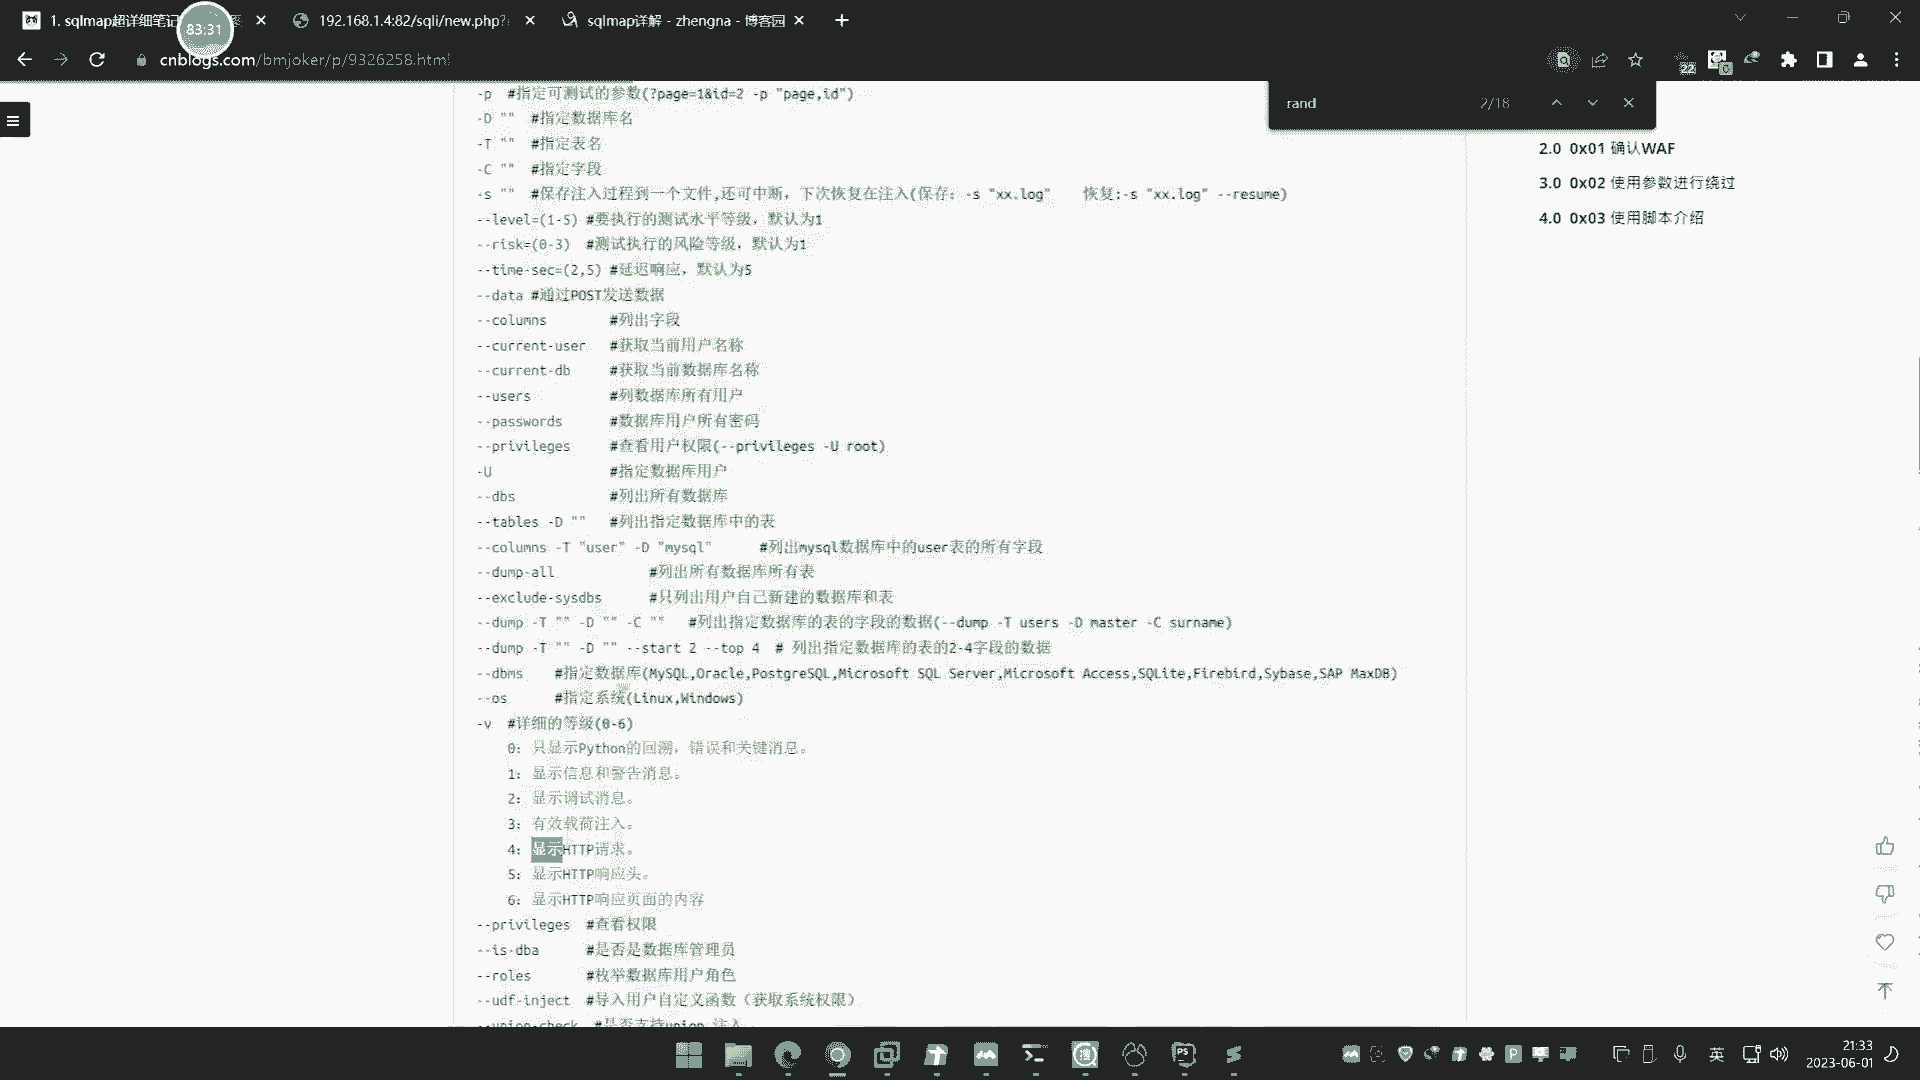 1. sqlmap超详细笔记
83:31
192.168.1.4:82/sqli/new.php?
sqlmap详解 - zhengna - 博客园
cnblogs.com/bmjoker/p/9326258.html
22
rand
2/18
-p  #指定可测试的参数(?page=1&id=2 -p "page,id")
-D ""  #指定数据库名
-T ""  #指定表名
-C ""  #指定字段
-s ""  #保存注入过程到一个文件,还可中断，下次恢复在注入(保存：-s "xx.log"    恢复:-s "xx.log" --resume)
--level=(1-5) #要执行的测试水平等级，默认为1
--risk=(0-3)  #测试执行的风险等级，默认为1
--time-sec=(2,5) #延迟响应，默认为5
--data #通过POST发送数据
--columns        #列出字段
--current-user   #获取当前用户名称
--current-db     #获取当前数据库名称
--users          #列数据库所有用户
--passwords      #数据库用户所有密码
--privileges     #查看用户权限(--privileges -U root)
-U               #指定数据库用户
--dbs            #列出所有数据库
--tables -D ""   #列出指定数据库中的表
--columns -T "user" -D "mysql"      #列出mysql数据库中的user表的所有字段
--dump-all            #列出所有数据库所有表
--exclude-sysdbs      #只列出用户自己新建的数据库和表
--dump -T "" -D "" -C ""   #列出指定数据库的表的字段的数据(--dump -T users -D master -C surname)
--dump -T "" -D "" --start 2 --top 4  # 列出指定数据库的表的2-4字段的数据
--dbms    #指定数据库(MySQL,Oracle,PostgreSQL,Microsoft SQL Server,Microsoft Access,SQLite,Firebird,Sybase,SAP MaxDB)
--os      #指定系统(Linux,Windows)
-v  #详细的等级(0-6)
0：只显示Python的回溯，错误和关键消息。
1：显示信息和警告消息。
2：显示调试消息。
3：有效载荷注入。
4：显示HTTP请求。
5：显示HTTP响应头。
6：显示HTTP响应页面的内容
--privileges  #查看权限
--is-dba      #是否是数据库管理员
--roles       #枚举数据库用户角色
--udf-inject  #导入用户自定义函数（获取系统权限）
--union-check  #是否支持union 注入
2.0  0x01 确认WAF
3.0  0x02 使用参数进行绕过
4.0  0x03 使用脚本介绍
英
21:33
2023-06-01